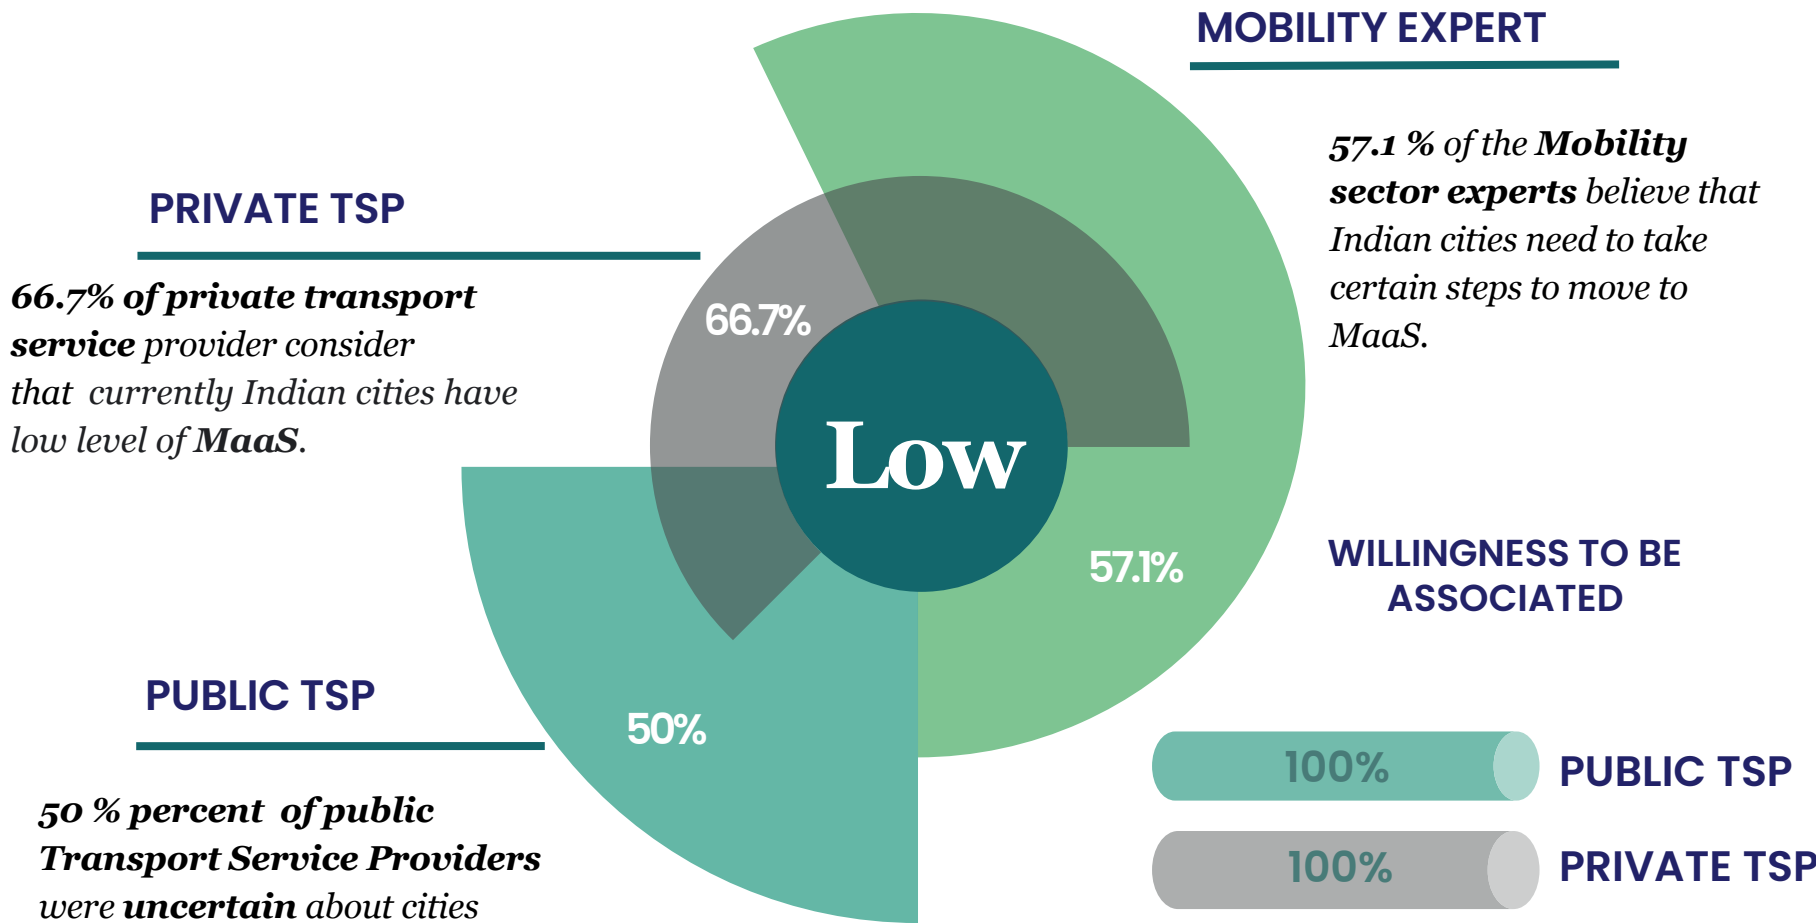 MOBILITY EXPERT
57.1 % of the Mobility
sector experts believe that
Indian cities need to take
certain steps to move to
MaaS.
PRIVATE TSP
66.7% of private transport
service provider consider
that currently Indian cities have
low level of MaaS.
66.7%
Low
57.1%
50%
WILLINGNESS TO BE
ASSOCIATED
100%
PUBLIC TSP
100%
PRIVATE TSP
PUBLIC TSP
50 % percent of public
Transport Service Providers
were uncertain about cities